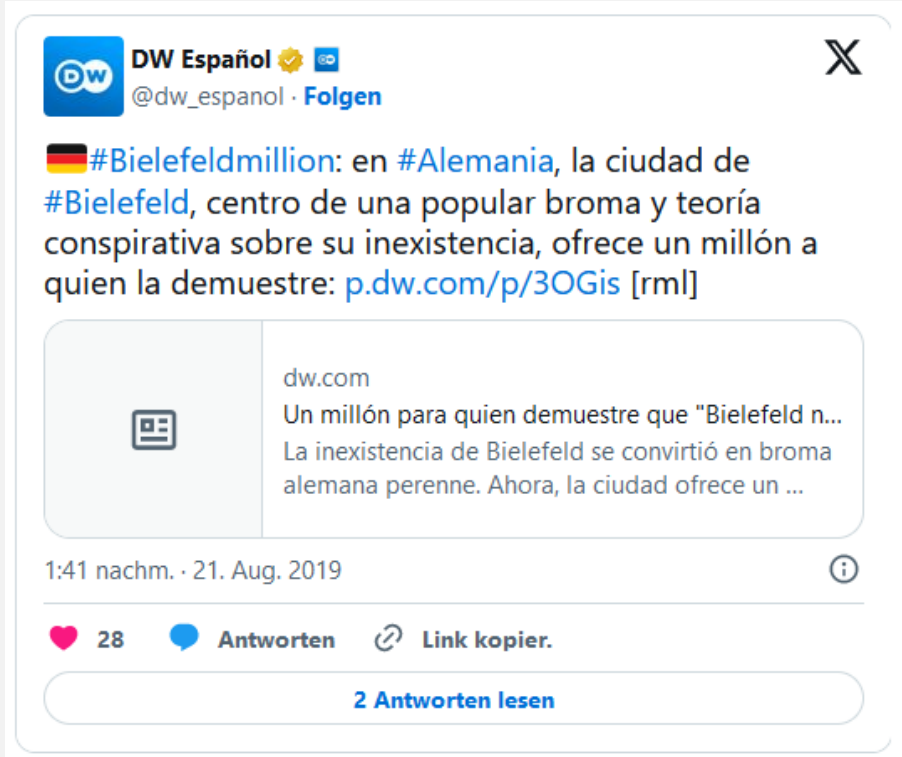 DW Español
@dw_espanol · Folgen
#Bielefeldmillion: en #Alemania, la ciudad de
#Bielefeld, centro de una popular broma y teoría
conspirativa sobre su inexistencia, ofrece un millón a
quien la demuestre: p.dw.com/p/3OGis [rml]
dw.com
Un millón para quien demuestre que "Bielefeld n...
La inexistencia de Bielefeld se convirtió en broma
alemana perenne. Ahora, la ciudad ofrece un ...
1:41 nachm. · 21. Aug. 2019
28 Antworten Link kopier.
2 Antworten lesen